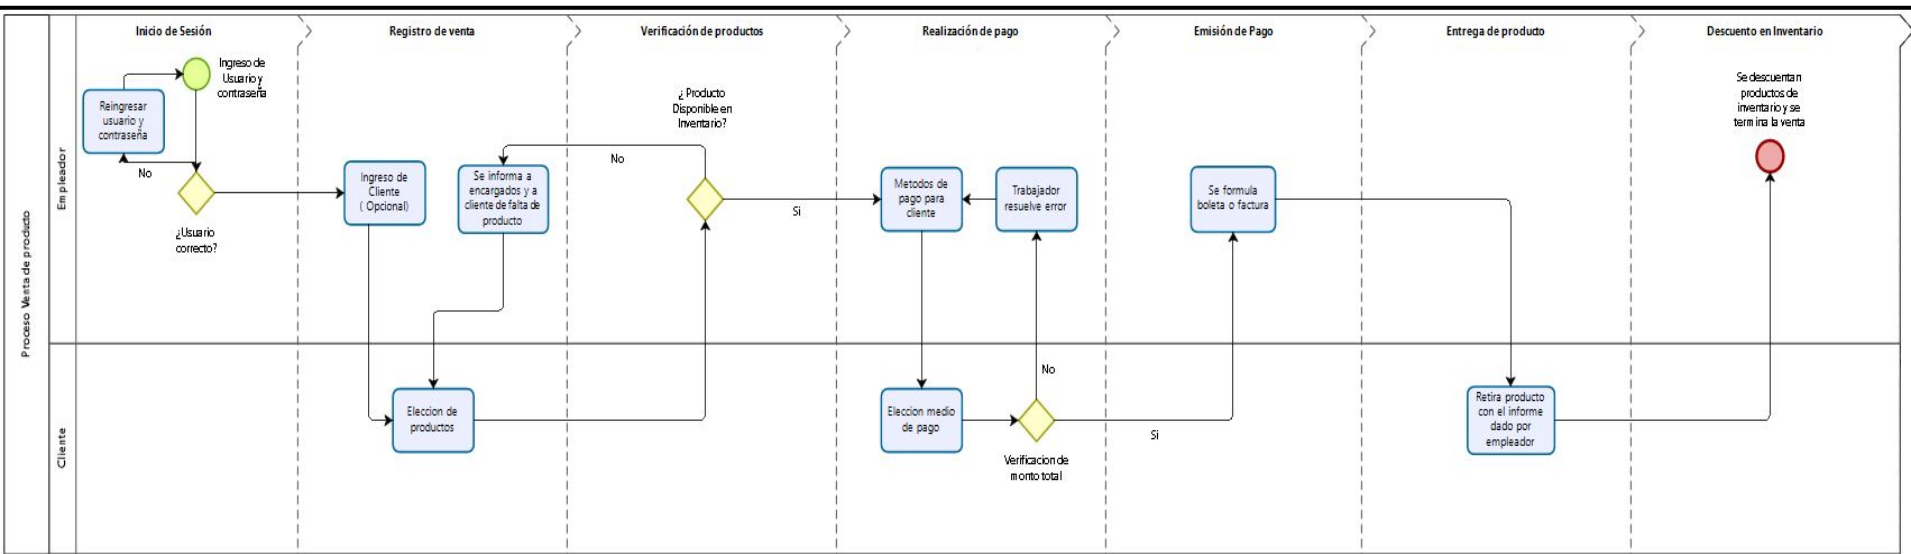 Inicio de Sesión
Registro de venta
Verificación de productos
Realización de pago
Emisión de Pago
Entrega de producto
Descuento en Inventario
Proceso Venta de producto
Empleador
Ingreso de
Usuario y
contraseña
Reingresar
usuario y
contraseña
No
¿Usuario
correcto?
Ingreso de
Cliente
( Opcional)
Se informa a
encargados y a
cliente de falta de
producto
No
¿ Producto
Disponible en
Inventario?
Si
Metodos de
pago para
cliente
Trabajador
resuelve error
Se formula
boleta o factura
Se descuentan
productos de
inventario y se
termina la venta
Cliente
Eleccion de
productos
Eleccion medio
de pago
No
Verificacion de
monto total
Si
Retira producto
con el informe
dado por
empleador